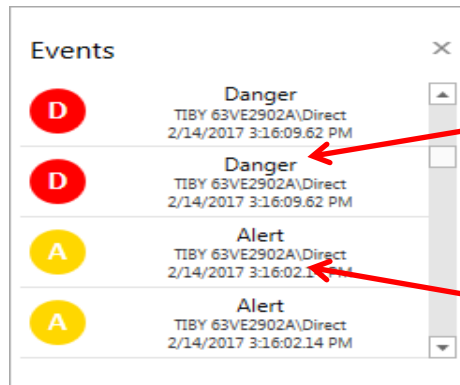 Events
D
Danger
TIBY 63VE2902A\Direct
2/14/2017 3:16:09.62 PM
D
Danger
TIBY 63VE2902A\Direct
2/14/2017 3:16:09.62 PM
A
Alert
TIBY 63VE2902A\Direct
2/14/2017 3:16:02.14 PM
A
Alert
TIBY 63VE2902A\Direct
2/14/2017 3:16:02.14 PM